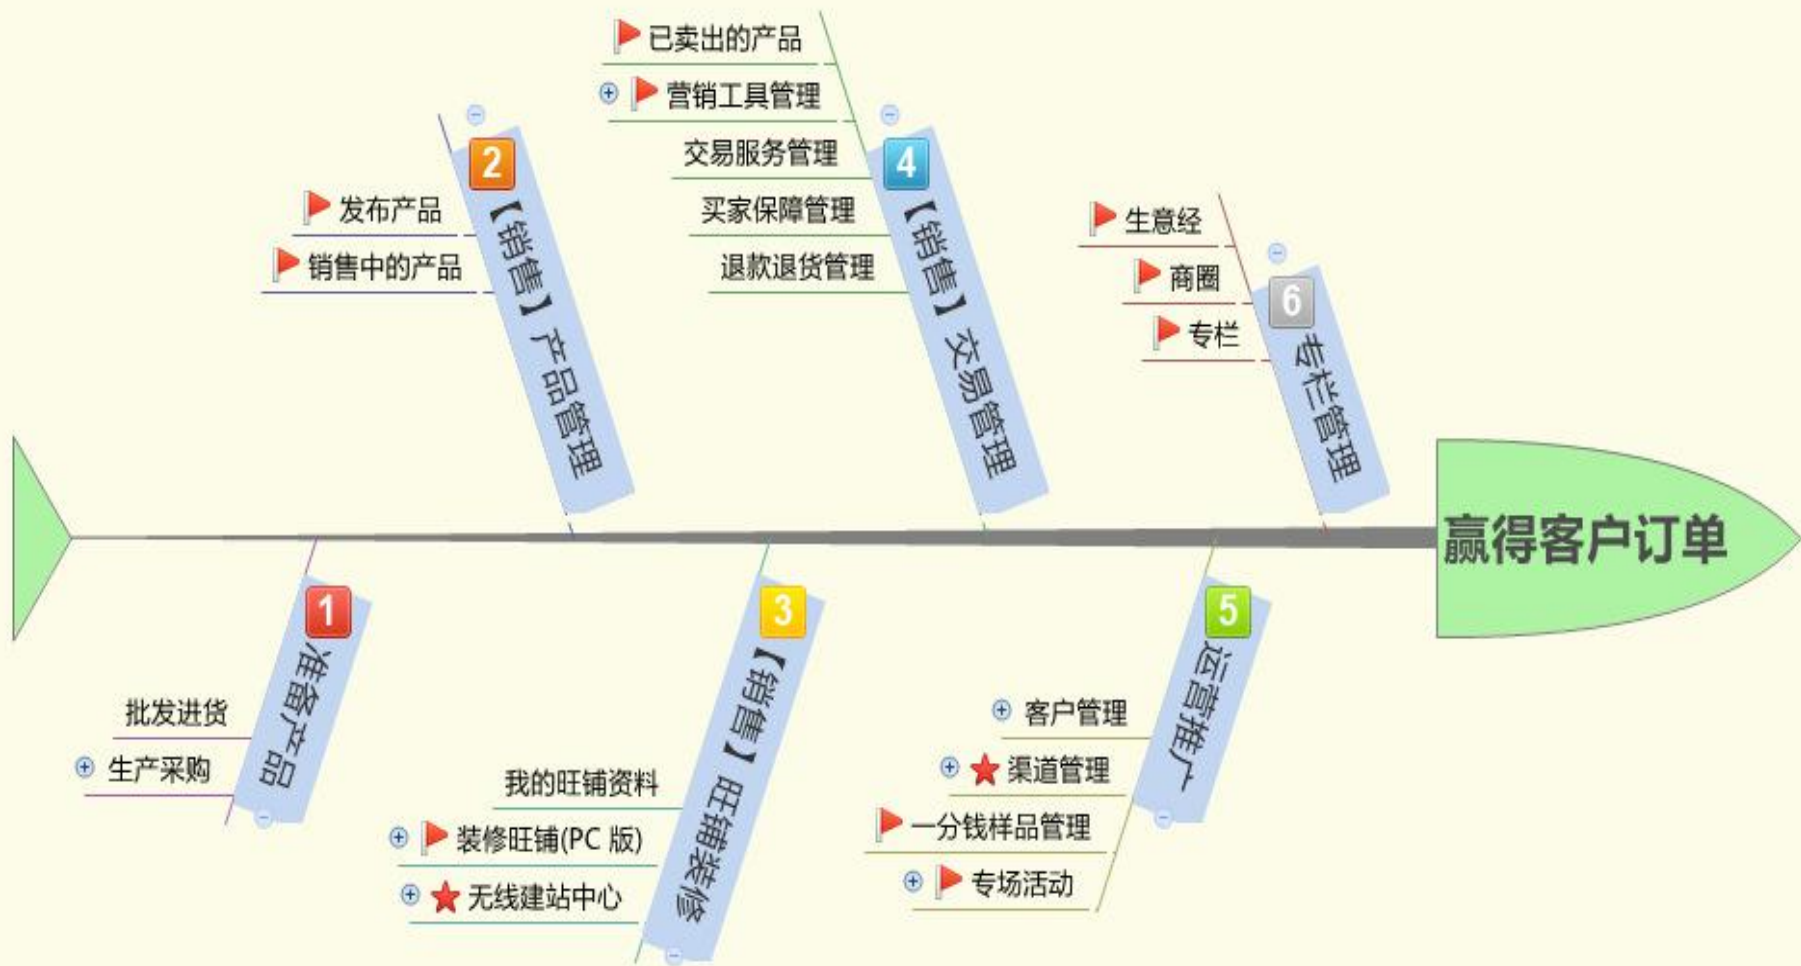 已卖出的产品
营销工具管理
交易服务管理
买家保障管理
退款退货管理
4
【销售】交易管理
发布产品
销售中的产品
2
【销售】产品管理
生意经
商圈
专栏
6
专栏管理
赢得客户订单
1
准备产品
批发进货
生产采购
3
【销售】旺铺装修
我的旺铺资料
装修旺铺(PC 版)
无线建站中心
5
运营推广
客户管理
渠道管理
一分钱样品管理
专场活动